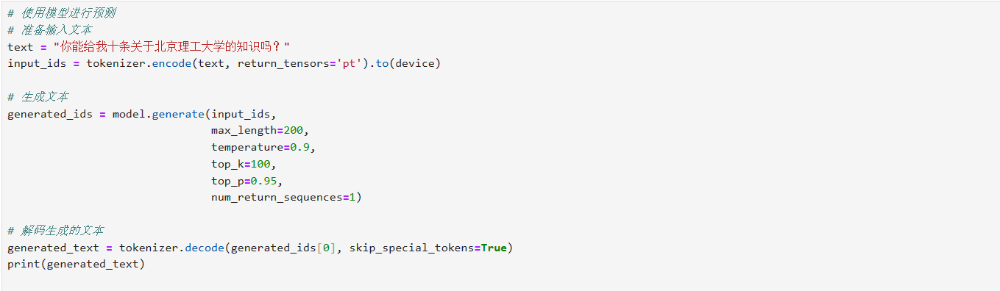 # 使用模型进行预测
# 准备输入文本
text = "你能给我十条关于北京理工大学的知识吗？"
input_ids = tokenizer.encode(text, return_tensors='pt').to(device)
# 生成文本
generated_ids = model.generate(input_ids,
max_length=200,
temperature=0.9,
top_k=100,
top_p=0.95,
num_return_sequences=1)
# 解码生成的文本
generated_text = tokenizer.decode(generated_ids[0], skip_special_tokens=True)
print(generated_text)